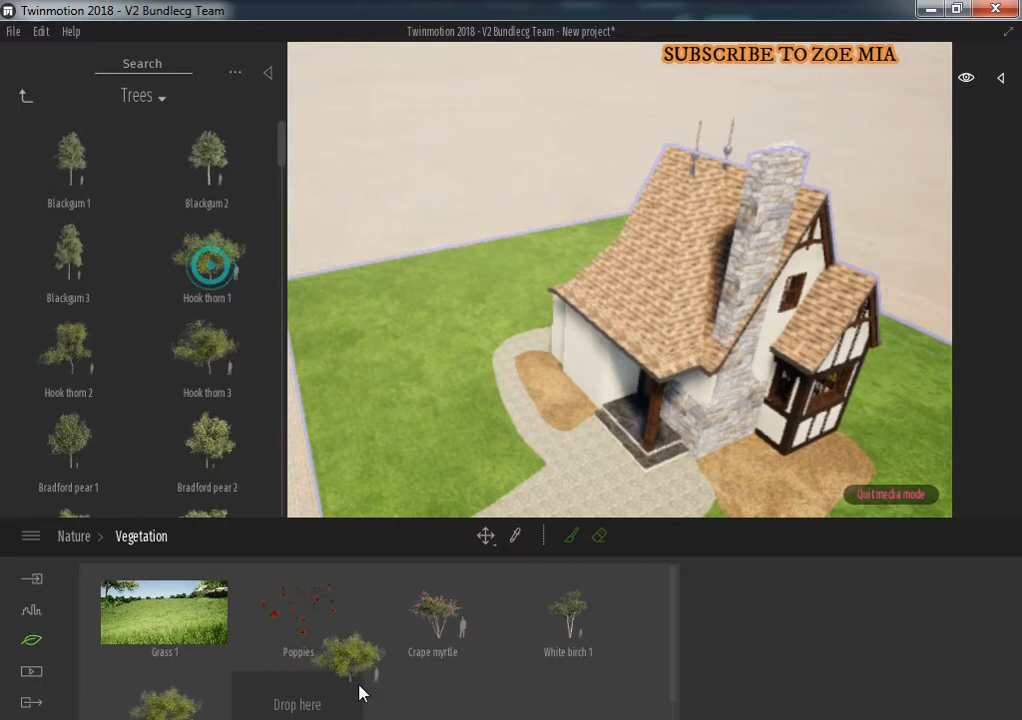 Twinmotion 2018 - V2 Bundlecg Team
File Edit Help
Twinmotion 2018 - V2 Bundlecg Team - New project*
SUBSCRIBE TO ZOE MIA
Search
Trees
Blackgum 1
Blackgum 2
Blackgum 3
Hook thorn 1
Hook thorn 2
Hook thorn 3
Bradford pear 1
Bradford pear 2
Quit media mode
Nature > Vegetation
Grass 1
Poppies
Crape myrtle
White birch 1
Drop here